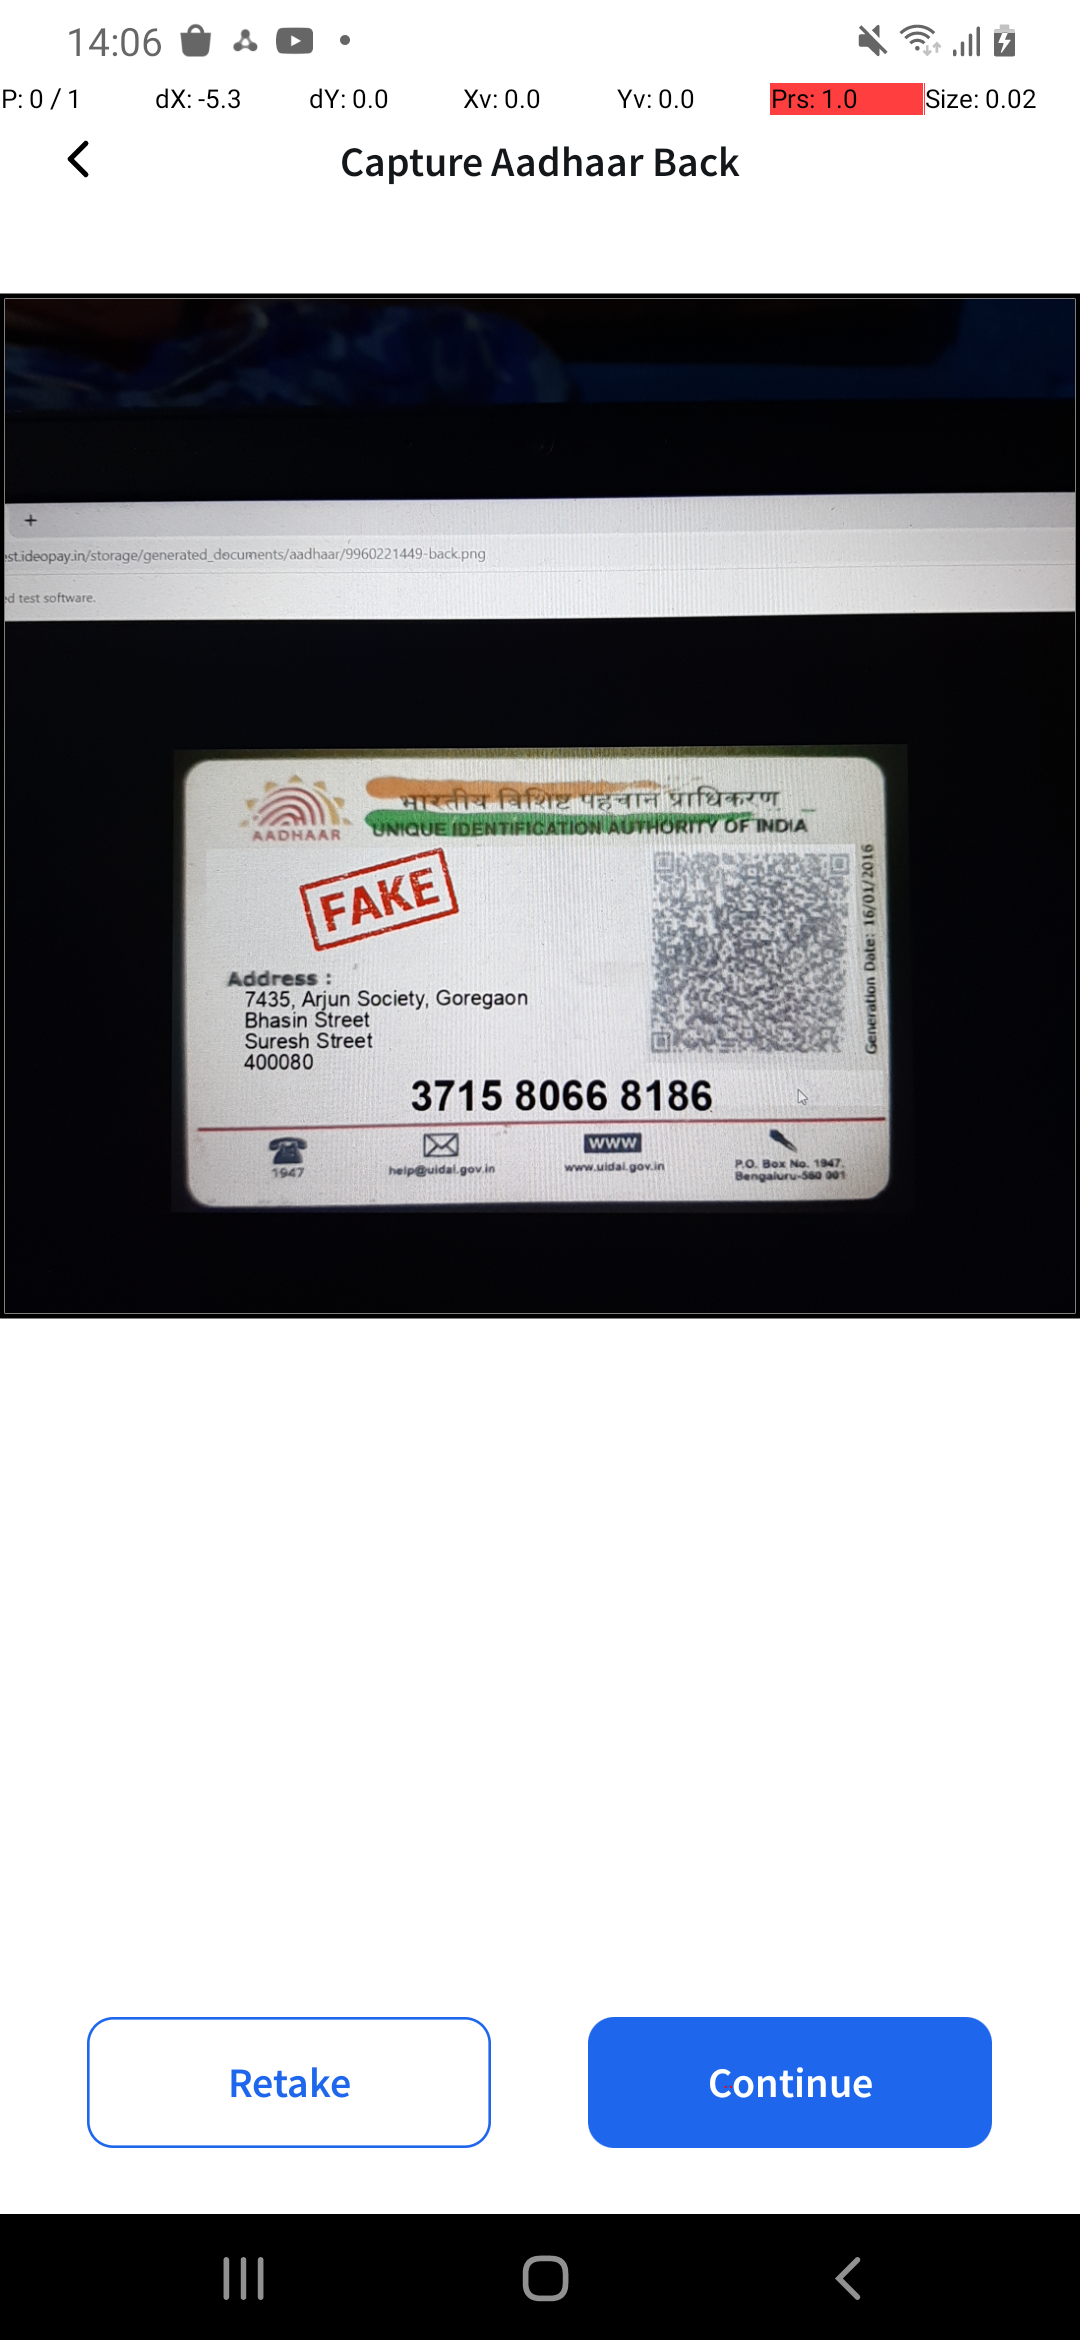 14:06
P: 0 / 1 dX: -5.3 dY: 0.0 Xv: 0.0 Yv: 0.0 Prs: 1.0 Size: 0.02
Capture Aadhaar Back
+
st.ideopay.in/storage/generated_documents/aadhaar/9960221449-back.png
d test software.
भारतीय विशिष्ट पहचान प्राधिकरण
AADHAAR
UNIQUE IDENTIFICATION AUTHORITY OF INDIA
FAKE
Generation Date: 16/01/2016
Address :
7435, Arjun Society, Goregaon
Bhasin Street
Suresh Street
400080
3715 8066 8186
1947
help@uidai.gov.in
www
www.uidai.gov.in
P.O. Box No. 1947,
Bengaluru-560 001
Retake
Continue